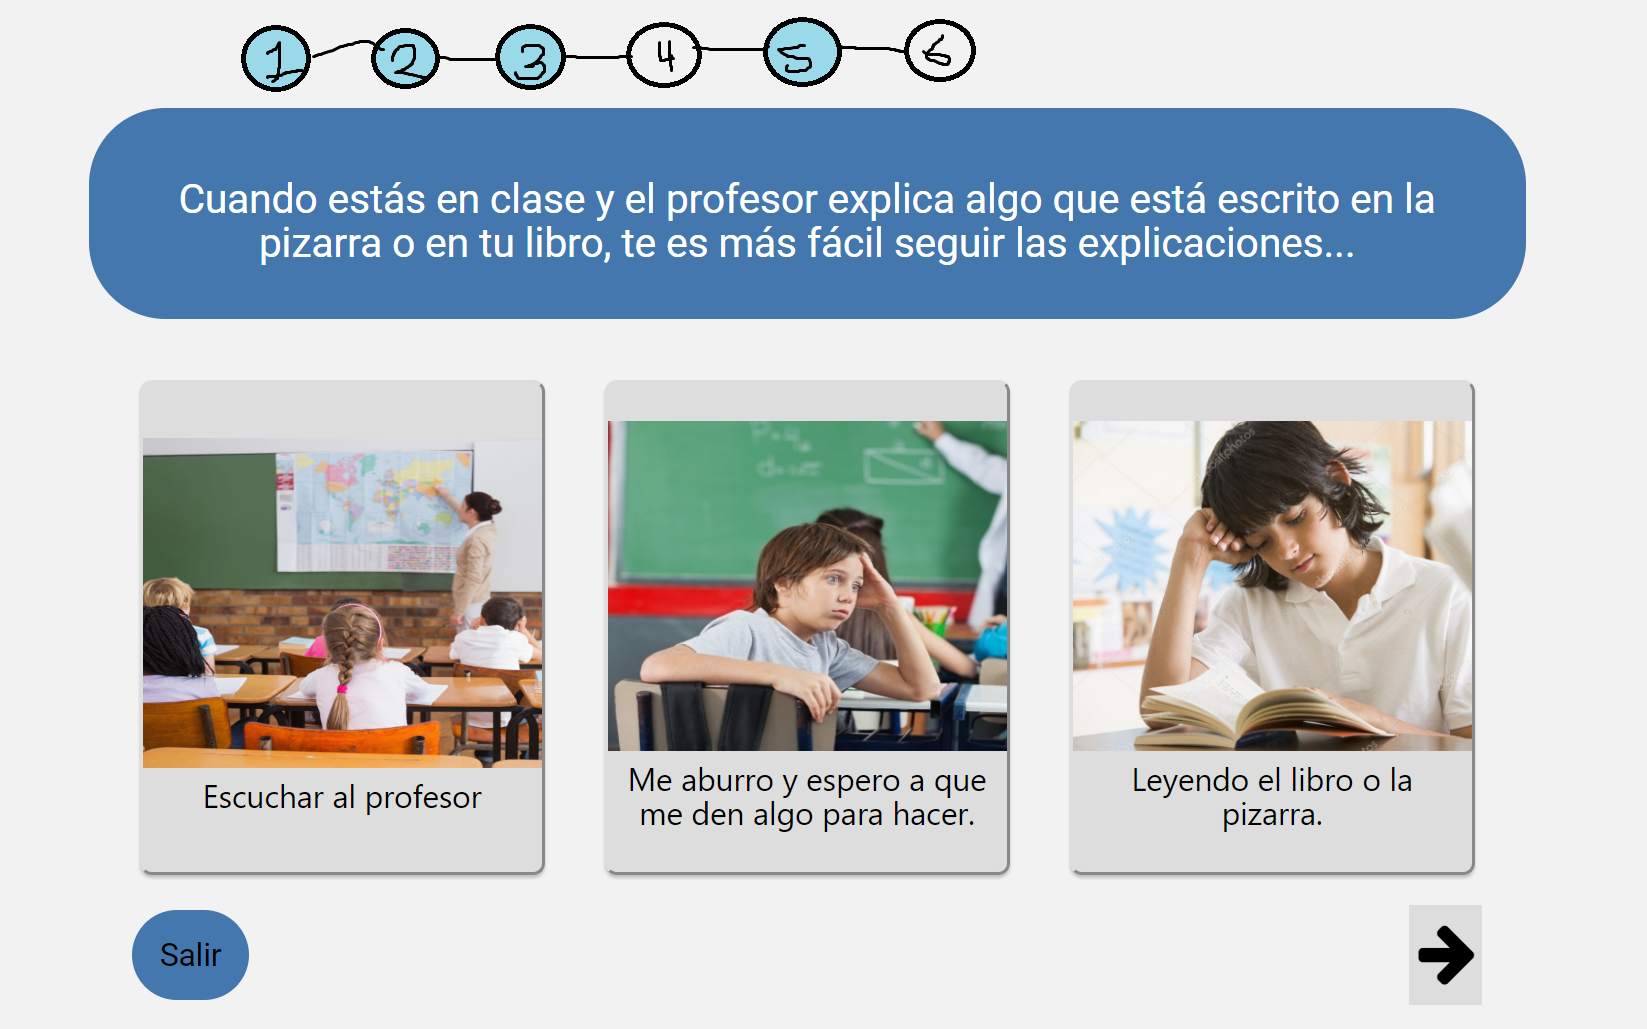 1 2 3 4 5 6
Cuando estás en clase y el profesor explica algo que está escrito en la
pizarra o en tu libro, te es más fácil seguir las explicaciones...
Escuchar al profesor
Me aburro y espero a que
me den algo para hacer.
Leyendo el libro o la
pizarra.
Salir